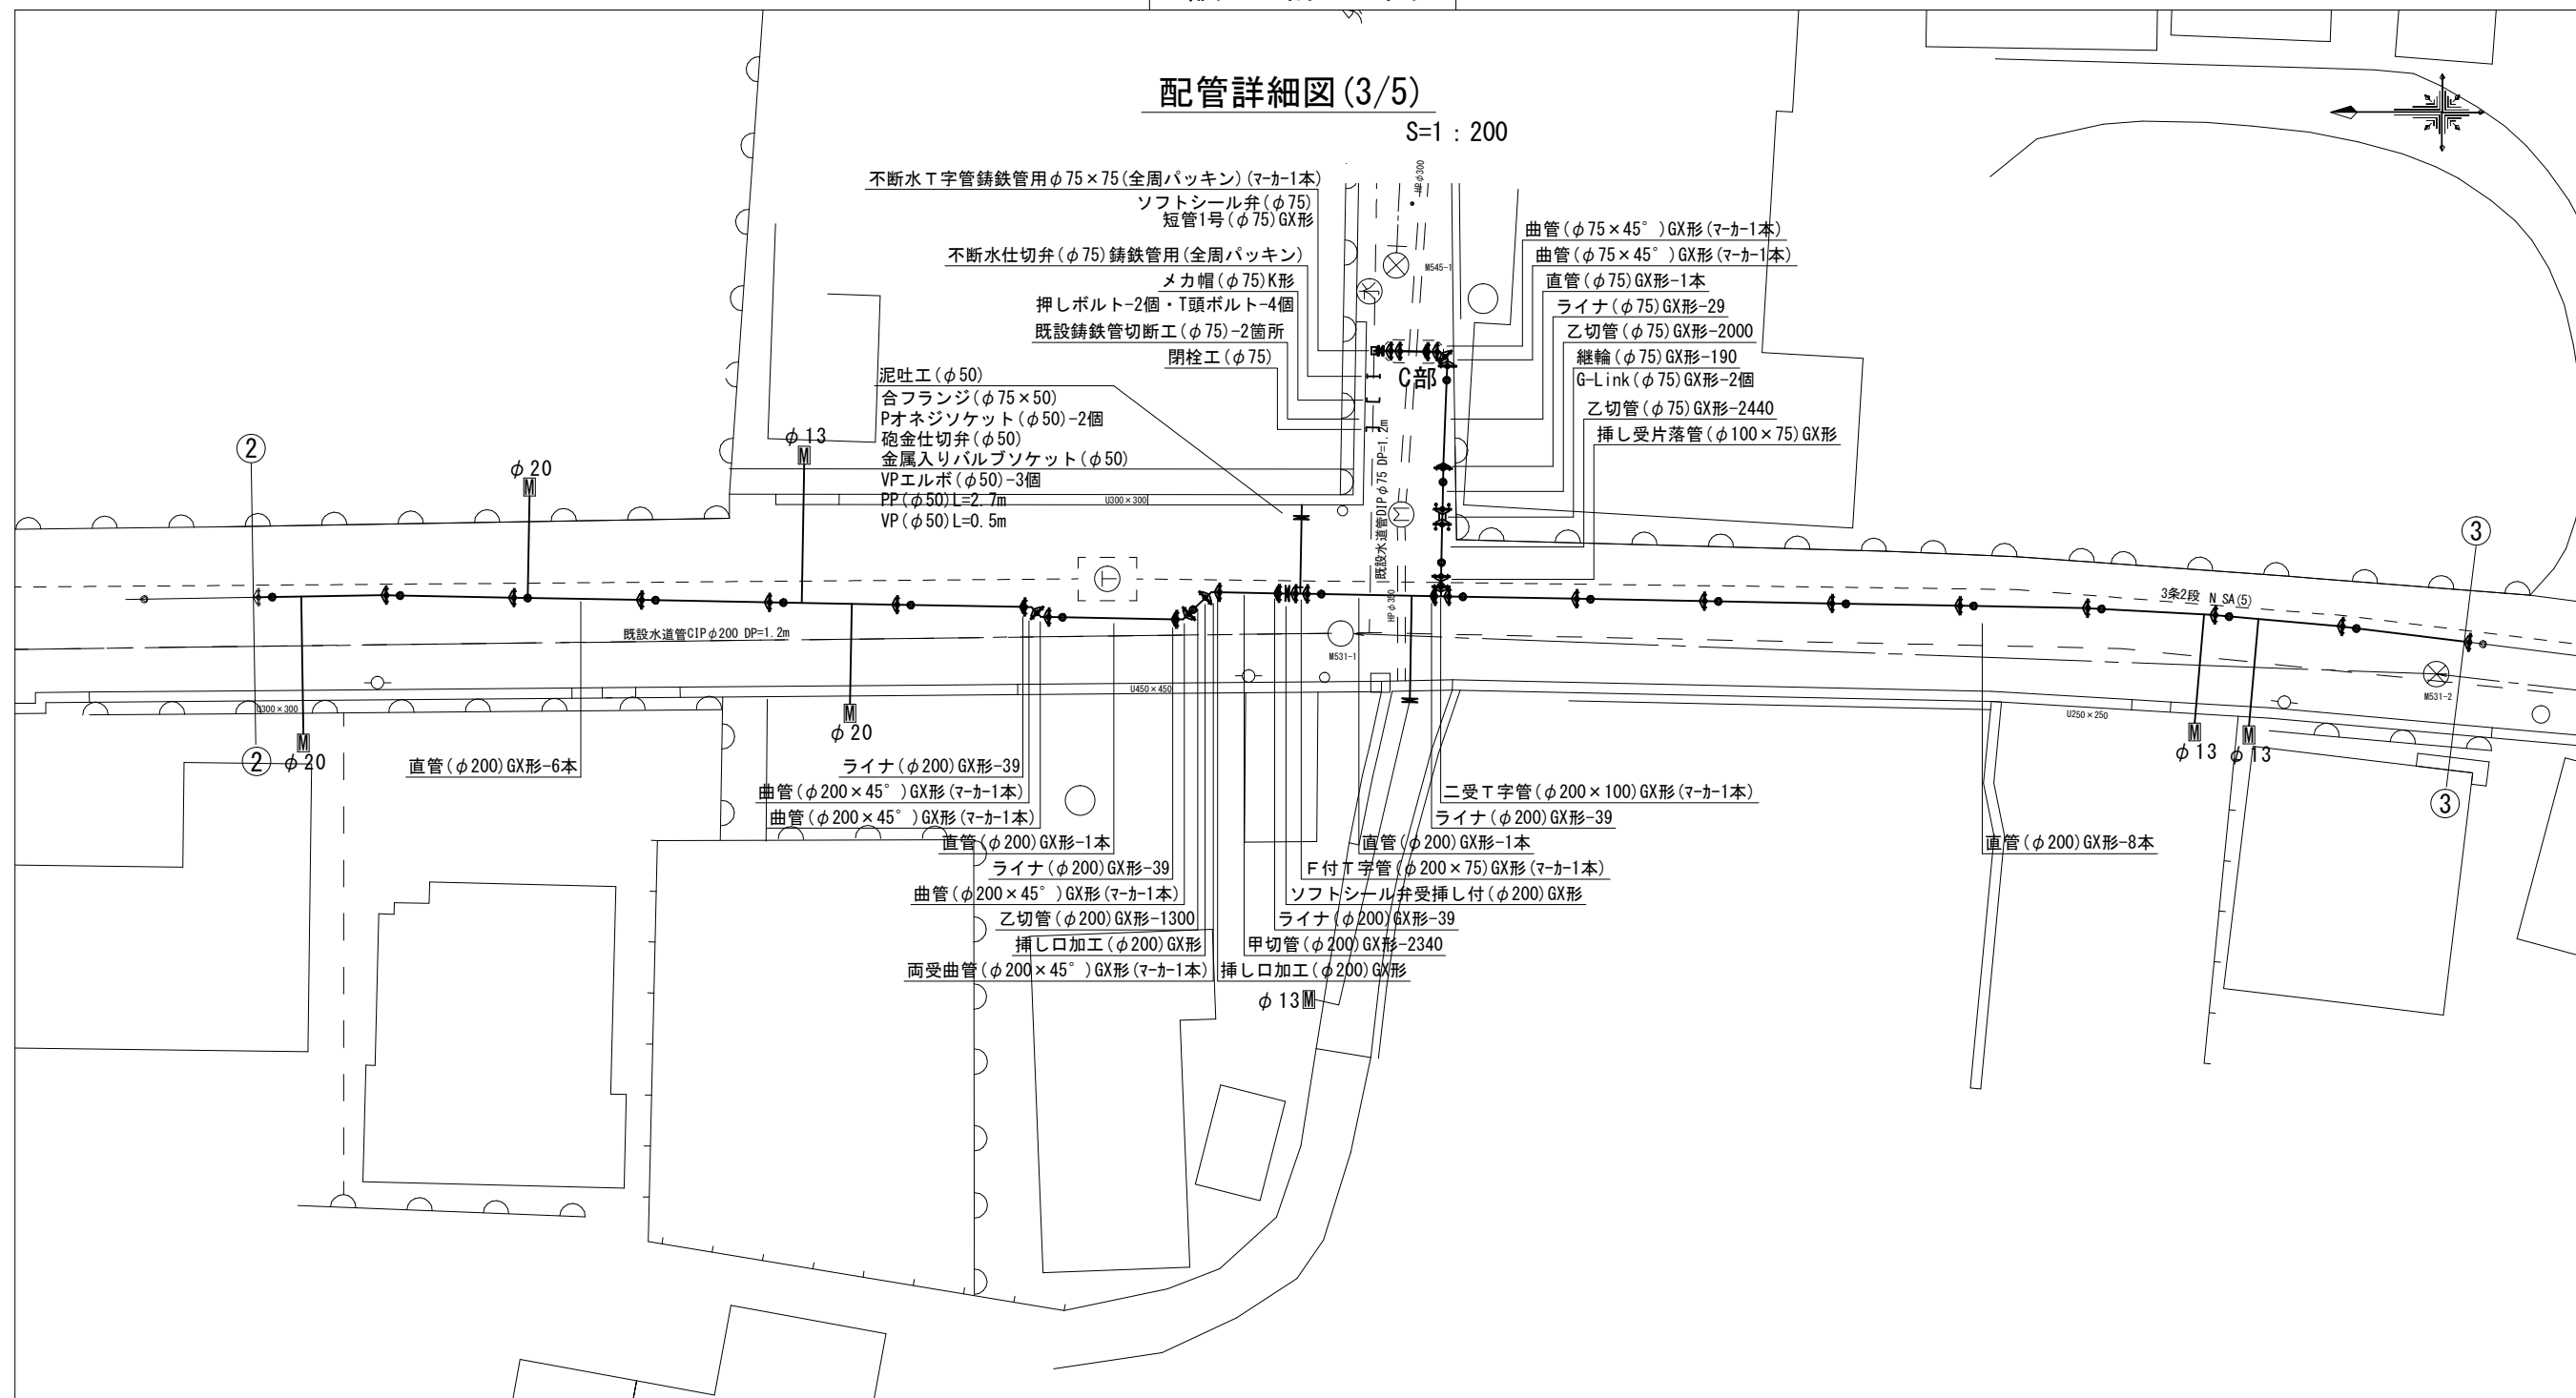 配管詳細図(3/5)
S=1 : 200
不断水T字管鋳鉄管用φ75×75(全周パッキン)(マーカー1本)
ソフトシール弁(φ75)
短管1号(φ75)GX形
不断水仕切弁(φ75)鋳鉄管用(全周パッキン)
メカ帽(φ75)K形
押しボルト-2個・T頭ボルト-4個
既設鋳鉄管切断工(φ75)-2箇所
閉栓工(φ75)
泥吐工(φ50)
合フランジ(φ75×50)
Pオネジソケット(φ50)-2個
砲金仕切弁(φ50)
金属入りバルブソケット(φ50)
VPエルボ(φ50)-3個
PP(φ50)L=2.7m
VP(φ50)L=0.5m
曲管(φ75×45°)GX形(マーカー1本)
曲管(φ75×45°)GX形(マーカー1本)
直管(φ75)GX形-1本
ライナ(φ75)GX形-29
乙切管(φ75)GX形-2000
継輪(φ75)GX形-190
G-Link(φ75)GX形-2個
乙切管(φ75)GX形-2440
挿し受片落管(φ100×75)GX形
HPφ300
M545-1
水
C部
既設水道管DIPφ75 DP=1.2m
HPφ350
U300×300
②
φ20
M
φ13
M
③
3条2段 N SA(5)
既設水道管CIPφ200 DP=1.2m
M531-1
M531-2
U450×450
U300×300
U250×250
②
M
φ20
M
φ20
M
φ13
M
φ13
③
直管(φ200)GX形-6本
ライナ(φ200)GX形-39
曲管(φ200×45°)GX形(マーカー1本)
曲管(φ200×45°)GX形(マーカー1本)
直管(φ200)GX形-1本
ライナ(φ200)GX形-39
曲管(φ200×45°)GX形(マーカー1本)
乙切管(φ200)GX形-1300
挿し口加工(φ200)GX形
両受曲管(φ200×45°)GX形(マーカー1本)
二受T字管(φ200×100)GX形(マーカー1本)
ライナ(φ200)GX形-39
直管(φ200)GX形-1本
F付T字管(φ200×75)GX形(マーカー1本)
ソフトシール弁受挿し付(φ200)GX形
ライナ(φ200)GX形-39
甲切管(φ200)GX形-2340
挿し口加工(φ200)GX形
直管(φ200)GX形-8本
φ13M